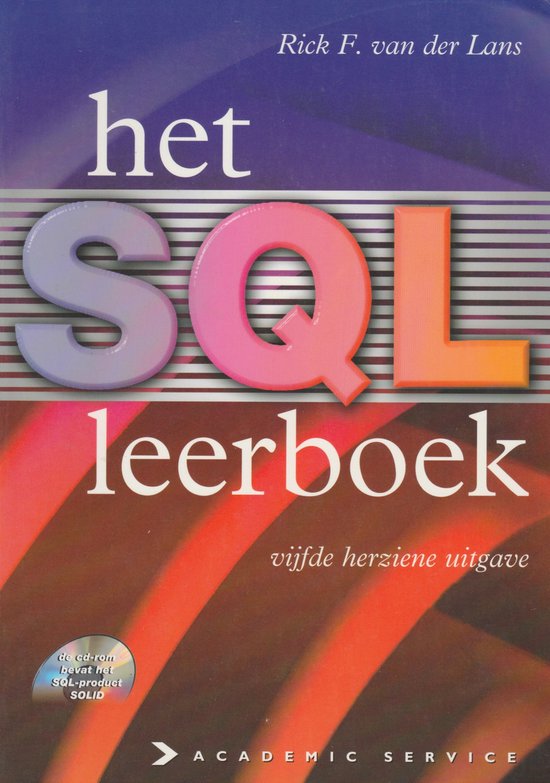 Rick F. van der Lans
het
SQL
leerboek
vijfde herziene uitgave
de cd-rom
bevat het
SQL-product
SOLID
ACADEMIC SERVICE